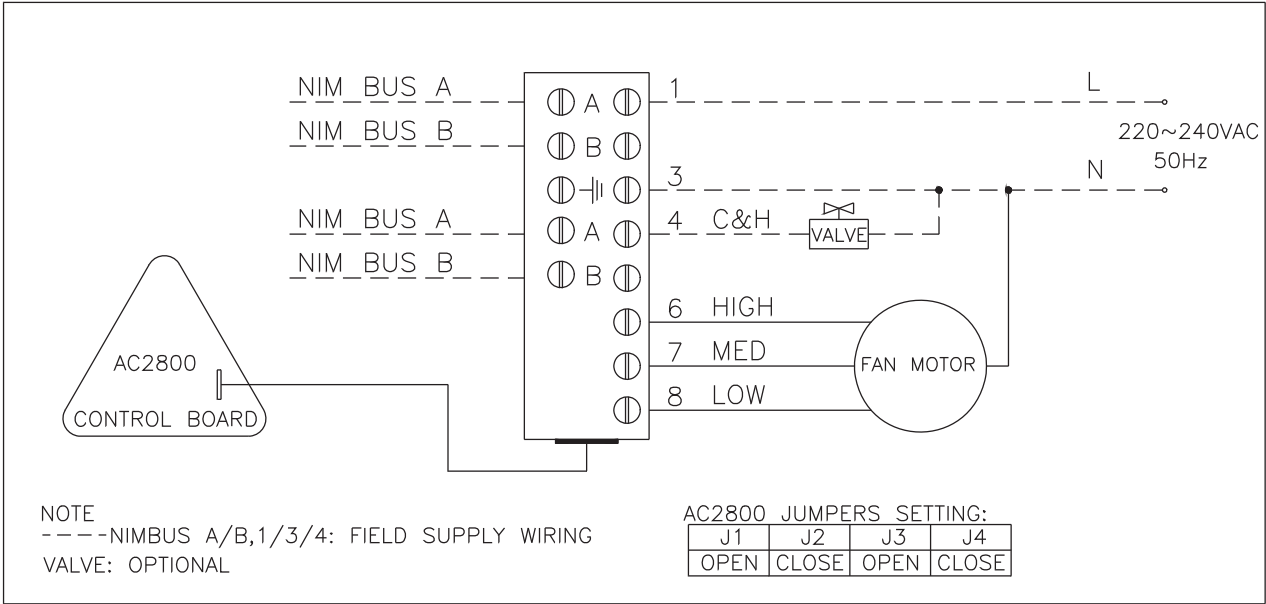 NIM BUS A
A
1
L
NIM BUS B
B
220~240VAC
50Hz
3
N
NIM BUS A
A
4
C&H
VALVE
NIM BUS B
B
6
HIGH
7
MED
FAN MOTOR
8
LOW
AC2800
CONTROL BOARD
NOTE
----NIMBUS A/B,1/3/4: FIELD SUPPLY WIRING
VALVE: OPTIONAL
AC2800 JUMPERS SETTING:
J1 J2 J3 J4
OPEN CLOSE OPEN CLOSE